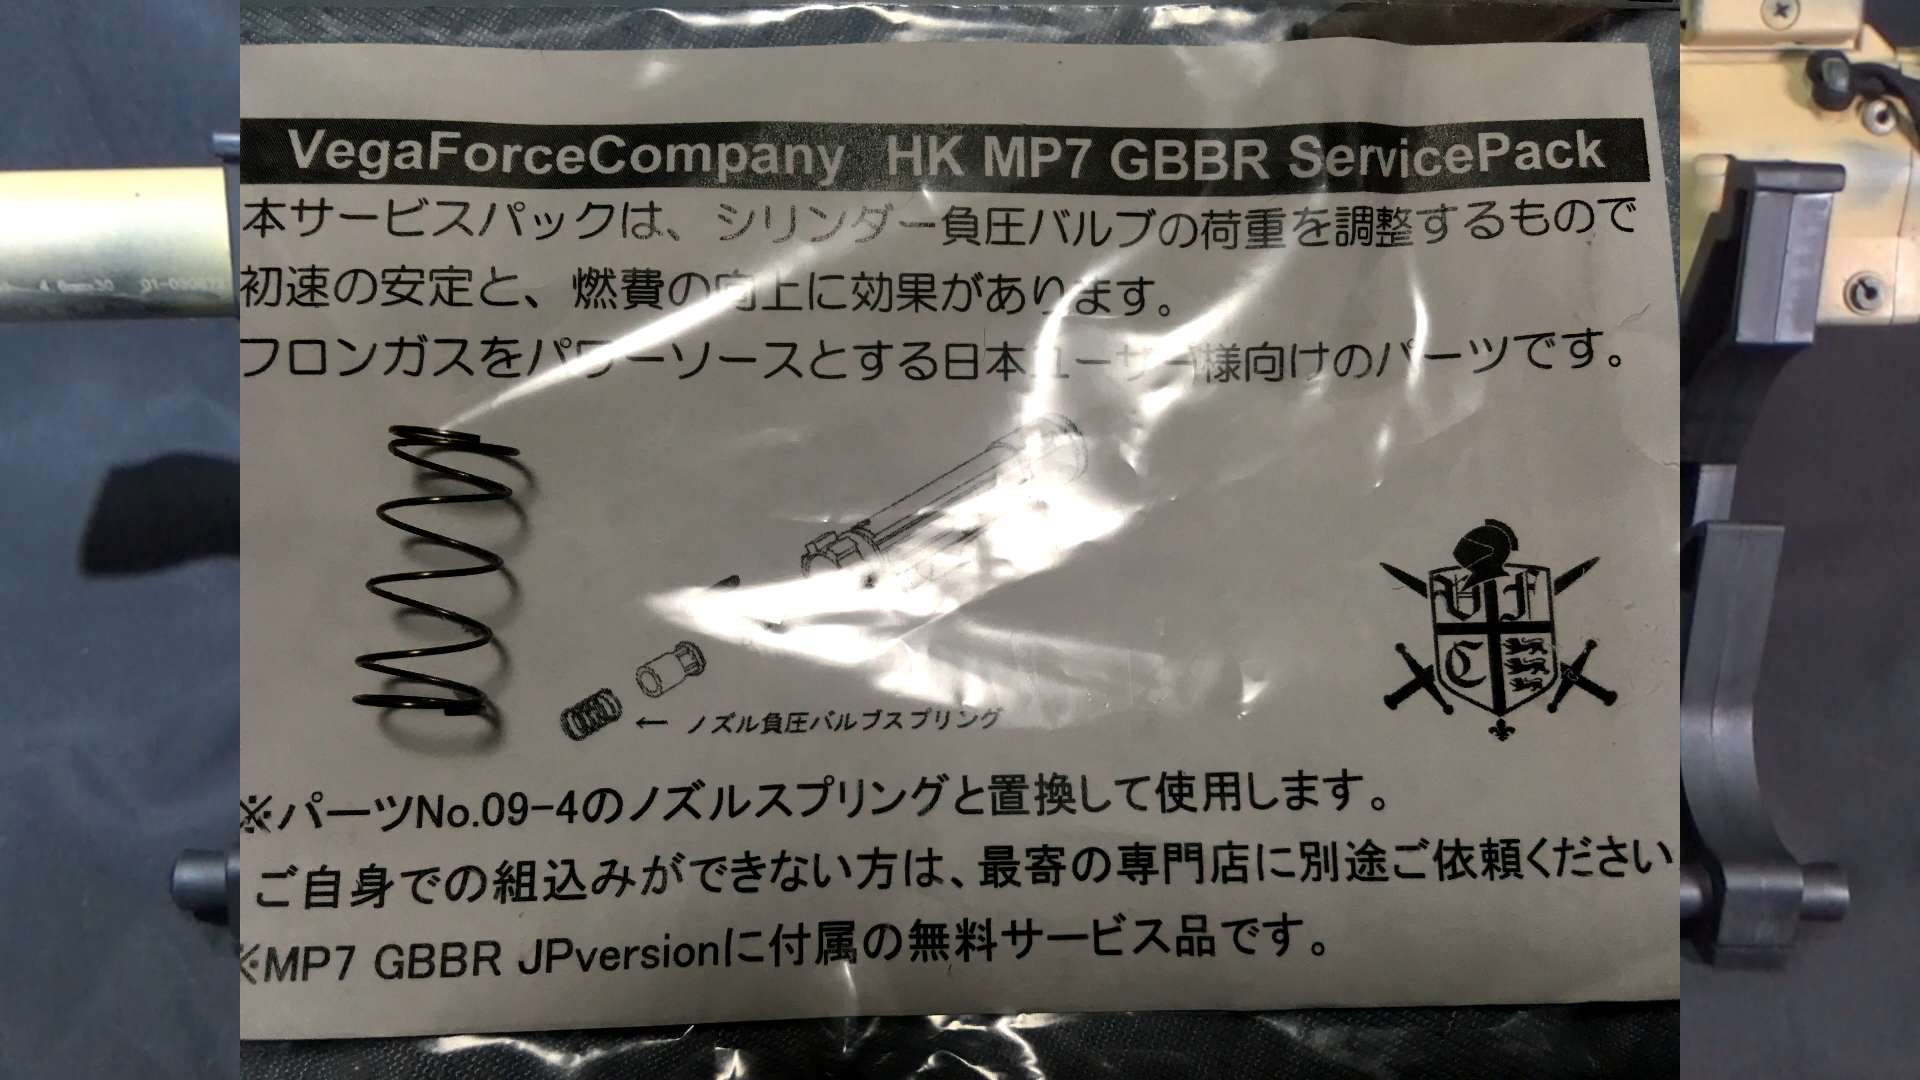 VegaForceCompany HK MP7 GBBR ServicePack
本サービスパックは、シリンダー負圧バルブの荷重を調整するもので
初速の安定と、燃費の向上に効果があります。
フロンガスをパワーソースとする日本ユーザー様向けのパーツです。
← ノズル負圧バルブスプリング
V F
C
※パーツNo.09-4のノズルスプリングと置換して使用します。
ご自身での組込みができない方は、最寄の専門店に別途ご依頼ください
※MP7 GBBR JPversionに付属の無料サービス品です。